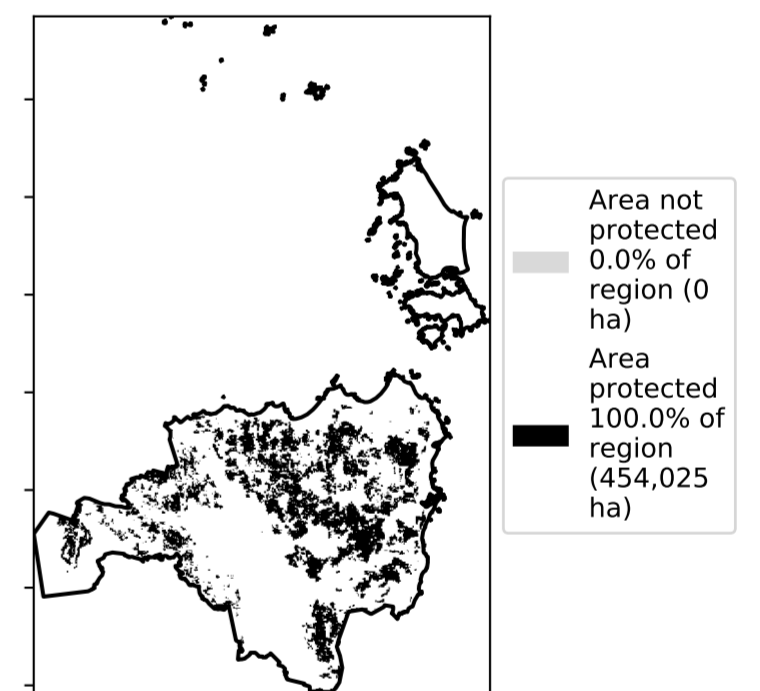 Area not
protected
0.0% of
region (0
ha)
Area
protected
100.0% of
region
(454,025
ha)